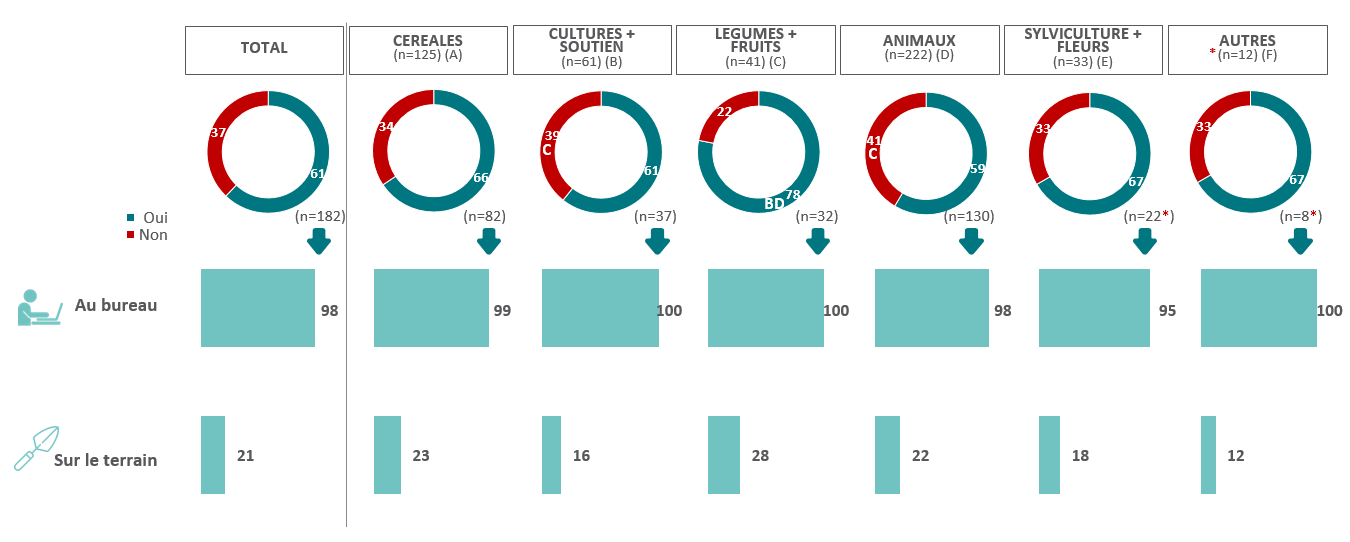 TOTAL
CEREALES
(n=125) (A)
CULTURES +
SOUTIEN
(n=61) (B)
LEGUMES +
FRUITS
(n=41) (C)
ANIMAUX
(n=222) (D)
SYLVICULTURE +
FLEURS
(n=33) (E)
AUTRES
*(n=12) (F)
37
61
34
66
39
C
61
22
78
BD
41
C
59
33
67
33
67
Oui
Non
(n=182)
(n=82)
(n=37)
(n=32)
(n=130)
(n=22*)
(n=8*)
Au bureau
98
99
100
100
98
95
100
Sur le terrain
21
23
16
28
22
18
12